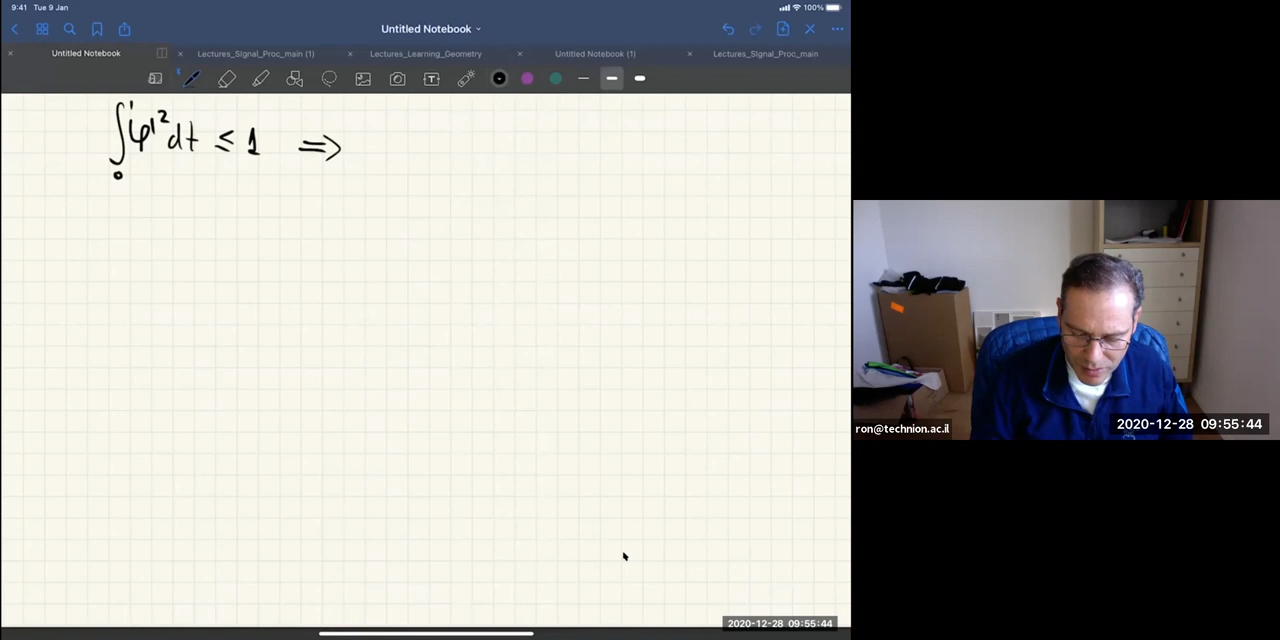 9:41 Tue 9 Jan 100%
Untitled Notebook
Untitled Notebook Lectures_SIgnal_Proc_main (1) Lectures_Learning_Geometry Untitled Notebook (1) Lectures_SIgnal_Proc_main
∫₀¹ |φ|² dt ≤ 1 ⇒
ron@technion.ac.il
2020-12-28 09:55:44
2020-12-28 09:55:44